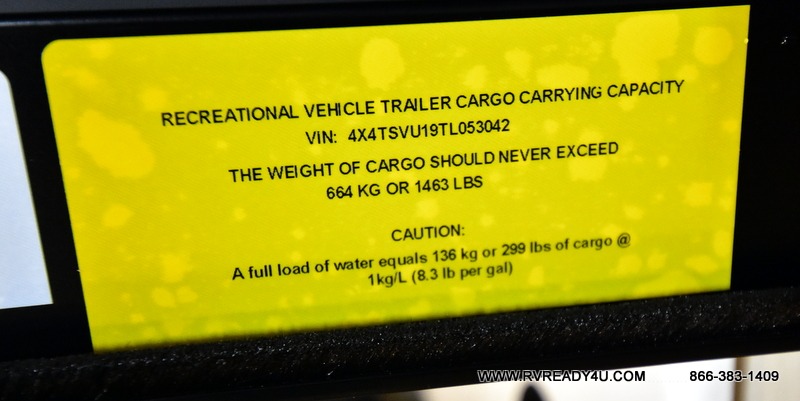 RECREATIONAL VEHICLE TRAILER CARGO CARRYING CAPACITY
VIN: 4X4TSVU19TL053042
THE WEIGHT OF CARGO SHOULD NEVER EXCEED
664 KG OR 1463 LBS
CAUTION:
A full load of water equals 136 kg or 299 lbs of cargo @
1kg/L (8.3 lb per gal)
WWW.RVREADY4U.COM 866-383-1409